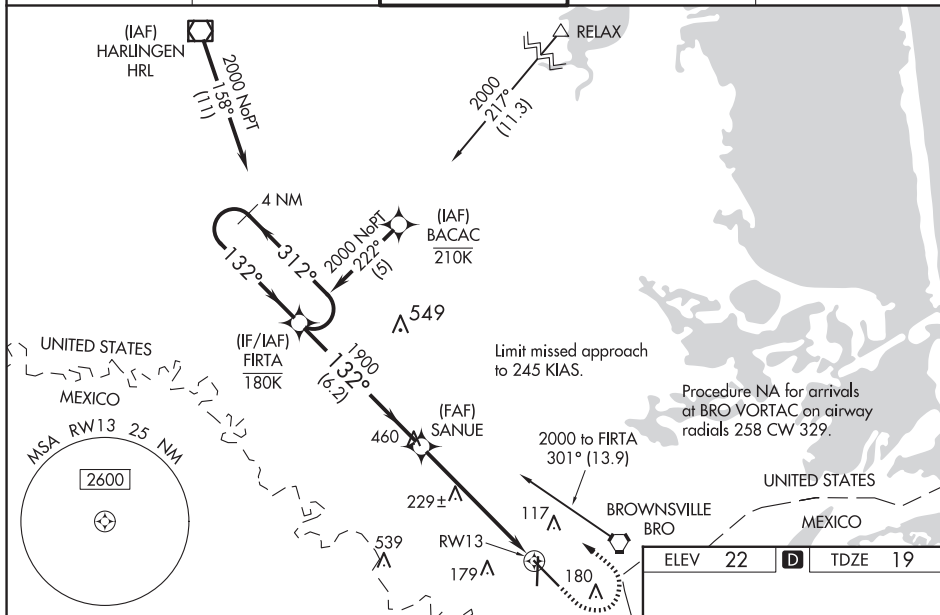 (IAF)
HARLINGEN
HRL
2000 NoPT
158°
(11)
RELAX
2000
217°
(11.3)
4 NM
312°
132°
2000 NoPT
222°
(5)
(IAF)
BACAC
210K
549
(IF/IAF)
FIRTA
180K
1900
132°
(6.2)
UNITED STATES
MEXICO
Limit missed approach
to 245 KIAS.
Procedure NA for arrivals
at BRO VORTAC on airway
radials 258 CW 329.
(FAF)
SANUE
460
MSA RW13 25 NM
2600
2000 to FIRTA
301° (13.9)
229±
117
BROWNSVILLE
BRO
UNITED STATES
MEXICO
539
RW13
179
180
ELEV 22 D TDZE 19